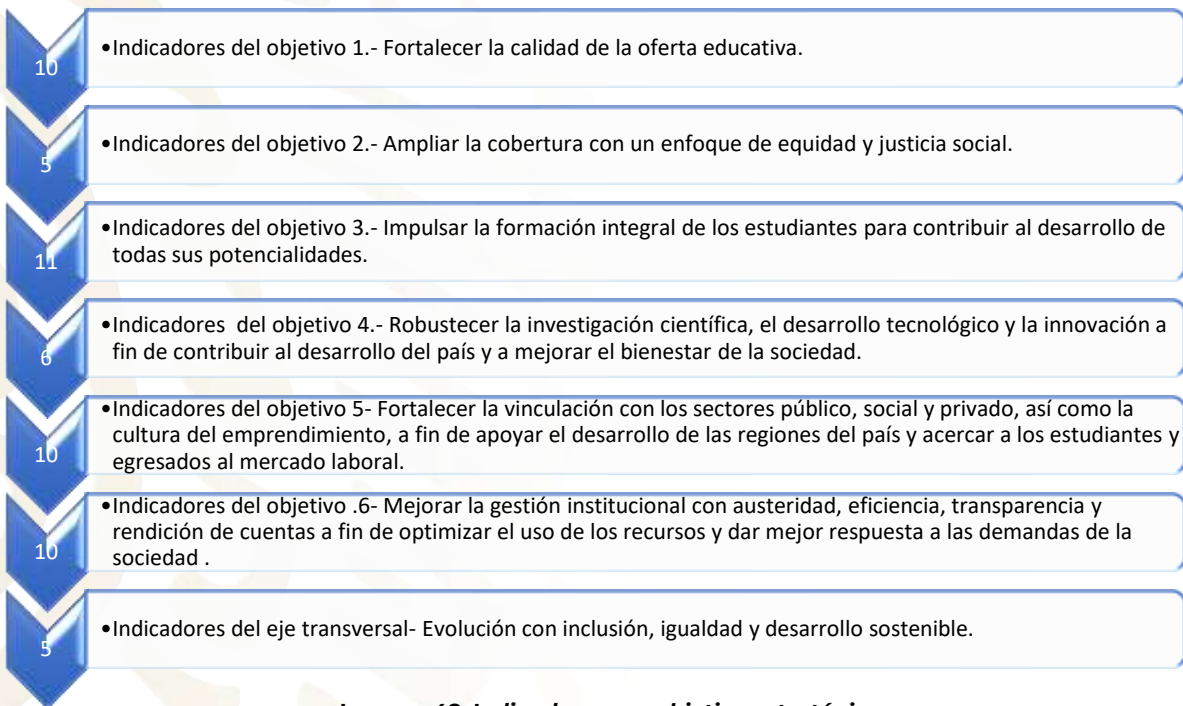 10
•Indicadores del objetivo 1.- Fortalecer la calidad de la oferta educativa.
5
•Indicadores del objetivo 2.- Ampliar la cobertura con un enfoque de equidad y justicia social.
11
•Indicadores del objetivo 3.- Impulsar la formación integral de los estudiantes para contribuir al desarrollo de
todas sus potencialidades.
6
•Indicadores  del objetivo 4.- Robustecer la investigación científica, el desarrollo tecnológico y la innovación a
fin de contribuir al desarrollo del país y a mejorar el bienestar de la sociedad.
10
•Indicadores del objetivo 5- Fortalecer la vinculación con los sectores público, social y privado, así como la
cultura del emprendimiento, a fin de apoyar el desarrollo de las regiones del país y acercar a los estudiantes y
egresados al mercado laboral.
10
•Indicadores del objetivo .6- Mejorar la gestión institucional con austeridad, eficiencia, transparencia y
rendición de cuentas a fin de optimizar el uso de los recursos y dar mejor respuesta a las demandas de la
sociedad .
5
•Indicadores del eje transversal- Evolución con inclusión, igualdad y desarrollo sostenible.